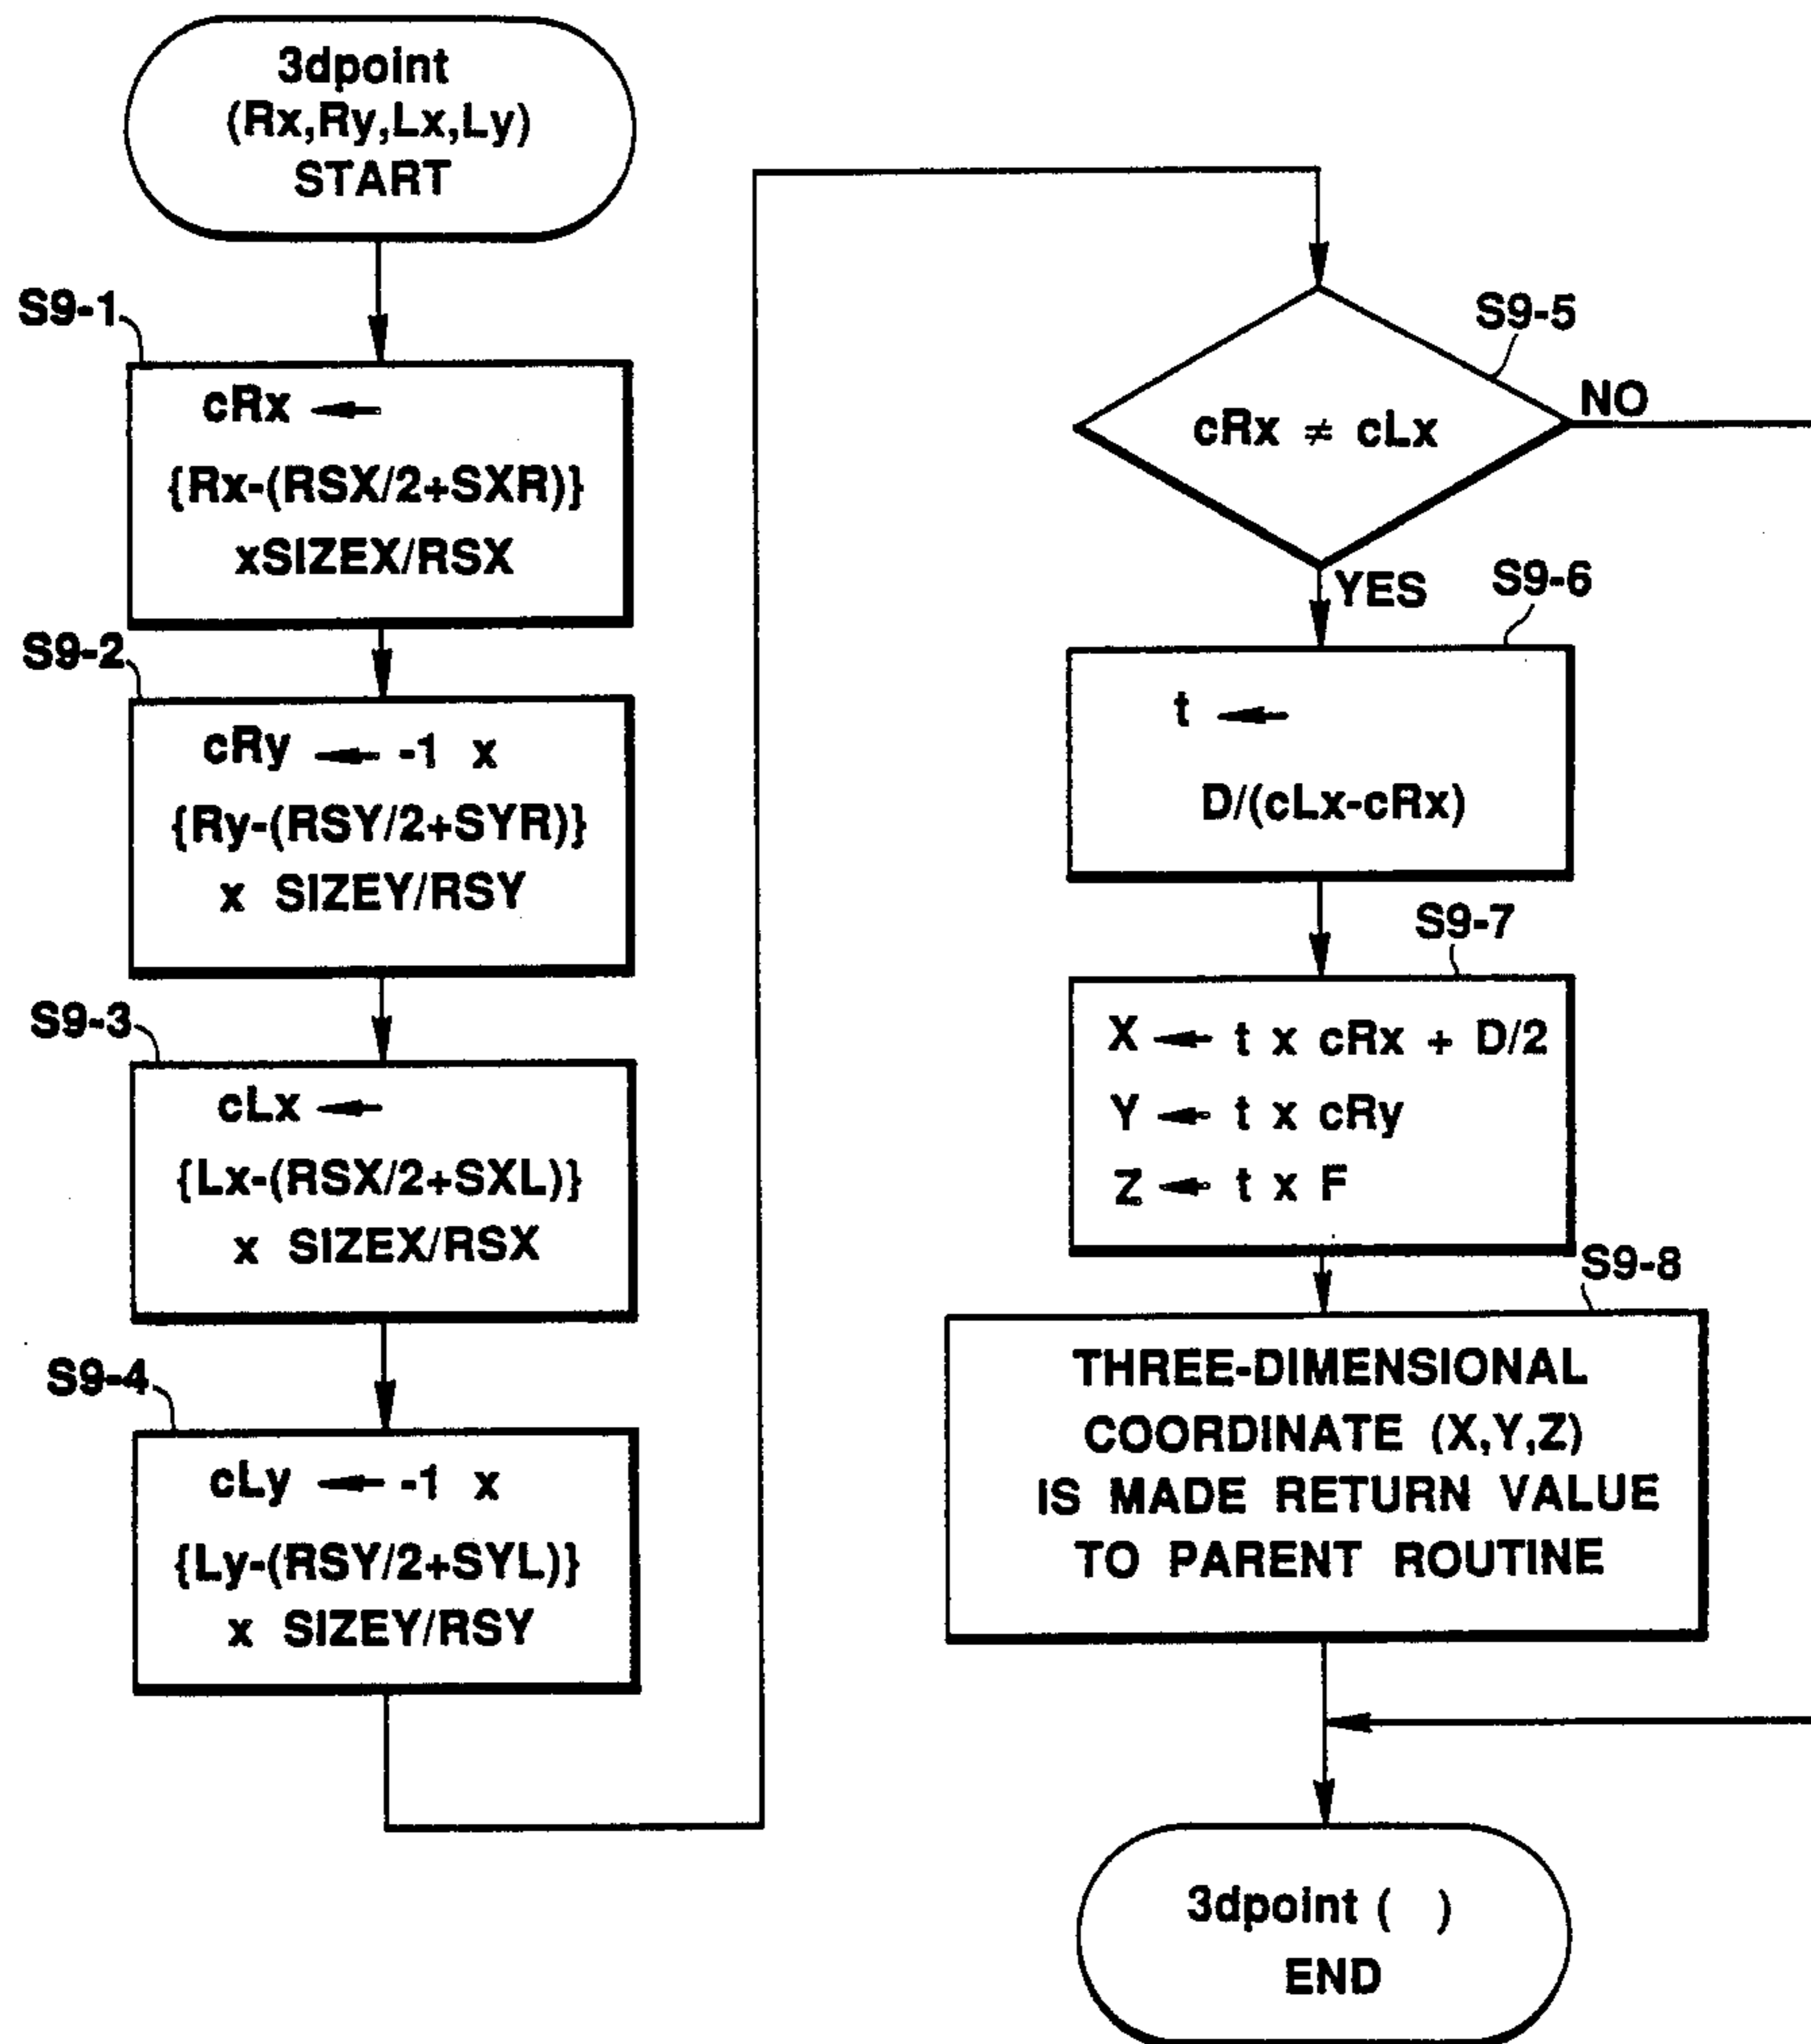 3dpoint
(Rx,Ry,Lx,Ly)
START
S9-1
cRx ←
{Rx-(RSX/2+SXR)}
xSIZEX/RSX
S9-2
cRy ← -1 x
{Ry-(RSY/2+SYR)}
x SIZEY/RSY
S9-3
cLx ←
{Lx-(RSX/2+SXL)}
x SIZEX/RSX
S9-4
cLy ← -1 x
{Ly-(RSY/2+SYL)}
x SIZEY/RSY
S9-5
cRx ≠ cLx
NO
YES
S9-6
t ←
D/(cLx-cRx)
S9-7
X ← t x cRx + D/2
Y ← t x cRy
Z ← t x F
S9-8
THREE-DIMENSIONAL
COORDINATE (X,Y,Z)
IS MADE RETURN VALUE
TO PARENT ROUTINE
3dpoint ( )
END